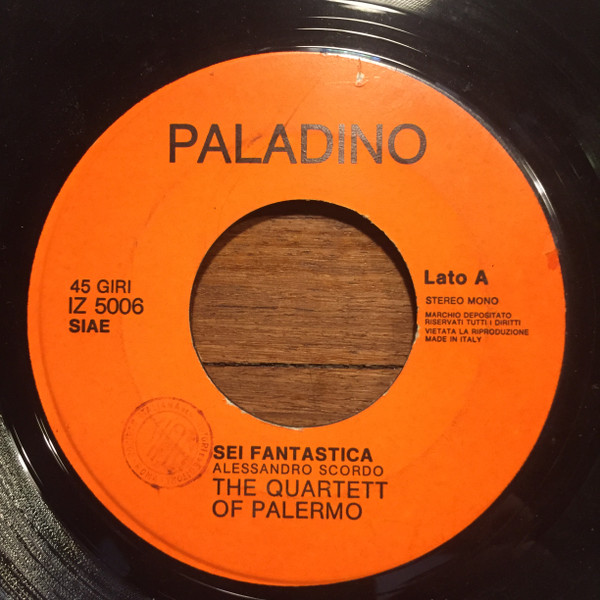 PALADINO
45 GIRI
IZ 5006
SIAE
Lato A
STEREO MONO
MARCHIO DEPOSITATO
RISERVATI TUTTI I DIRITTI
VIETATA LA RIPRODUZIONE
MADE IN ITALY
SEI FANTASTICA
ALESSANDRO SCORDO
THE QUARTETT
OF PALERMO